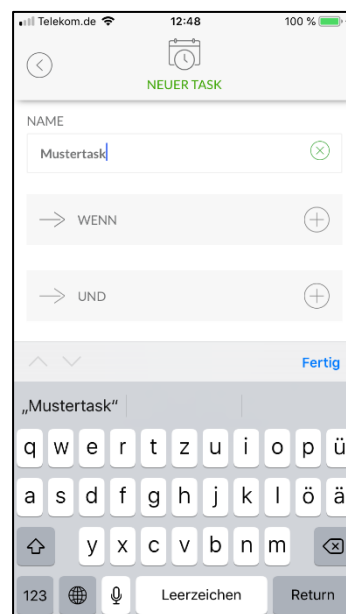 Telekom.de 12:48 100 %
NEUER TASK
NAME
Mustertask
WENN
UND
Fertig
„Mustertask“
q w e r t z u i o p ü
a s d f g h j k l ö ä
y x c v b n m
123 Leerzeichen Return